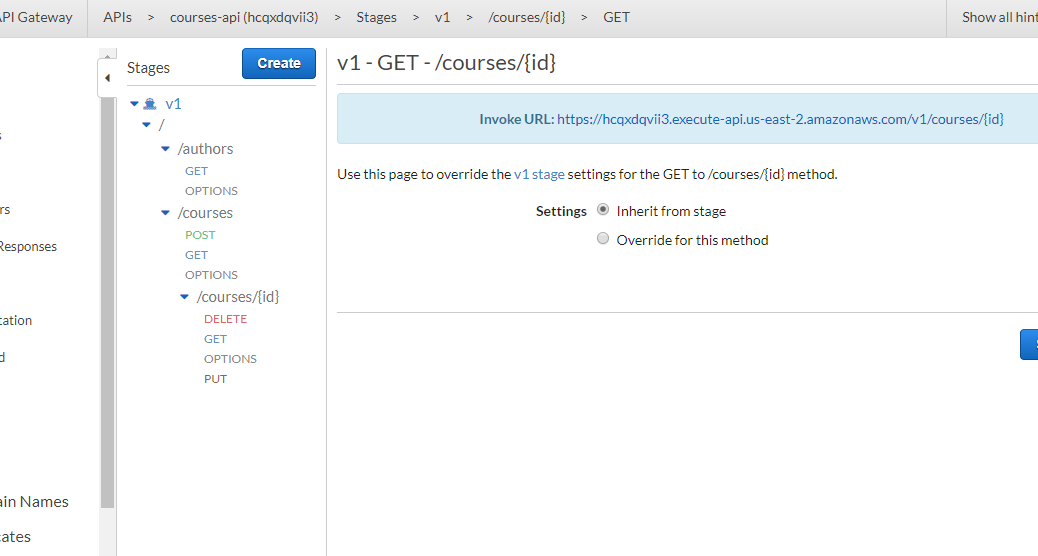 API Gateway APIs > courses-api (hcqxdqvii3) > Stages > v1 > /courses/{id} > GET Show all hint
Stages
Create
v1
/
/authors
GET
OPTIONS
/courses
POST
GET
OPTIONS
/courses/{id}
DELETE
GET
OPTIONS
PUT
v1 - GET - /courses/{id}
Invoke URL: https://hcqxdqvii3.execute-api.us-east-2.amazonaws.com/v1/courses/{id}
Use this page to override the v1 stage settings for the GET to /courses/{id} method.
Settings
Inherit from stage
Override for this method
rs
Responses
tation
d
ain Names
cates